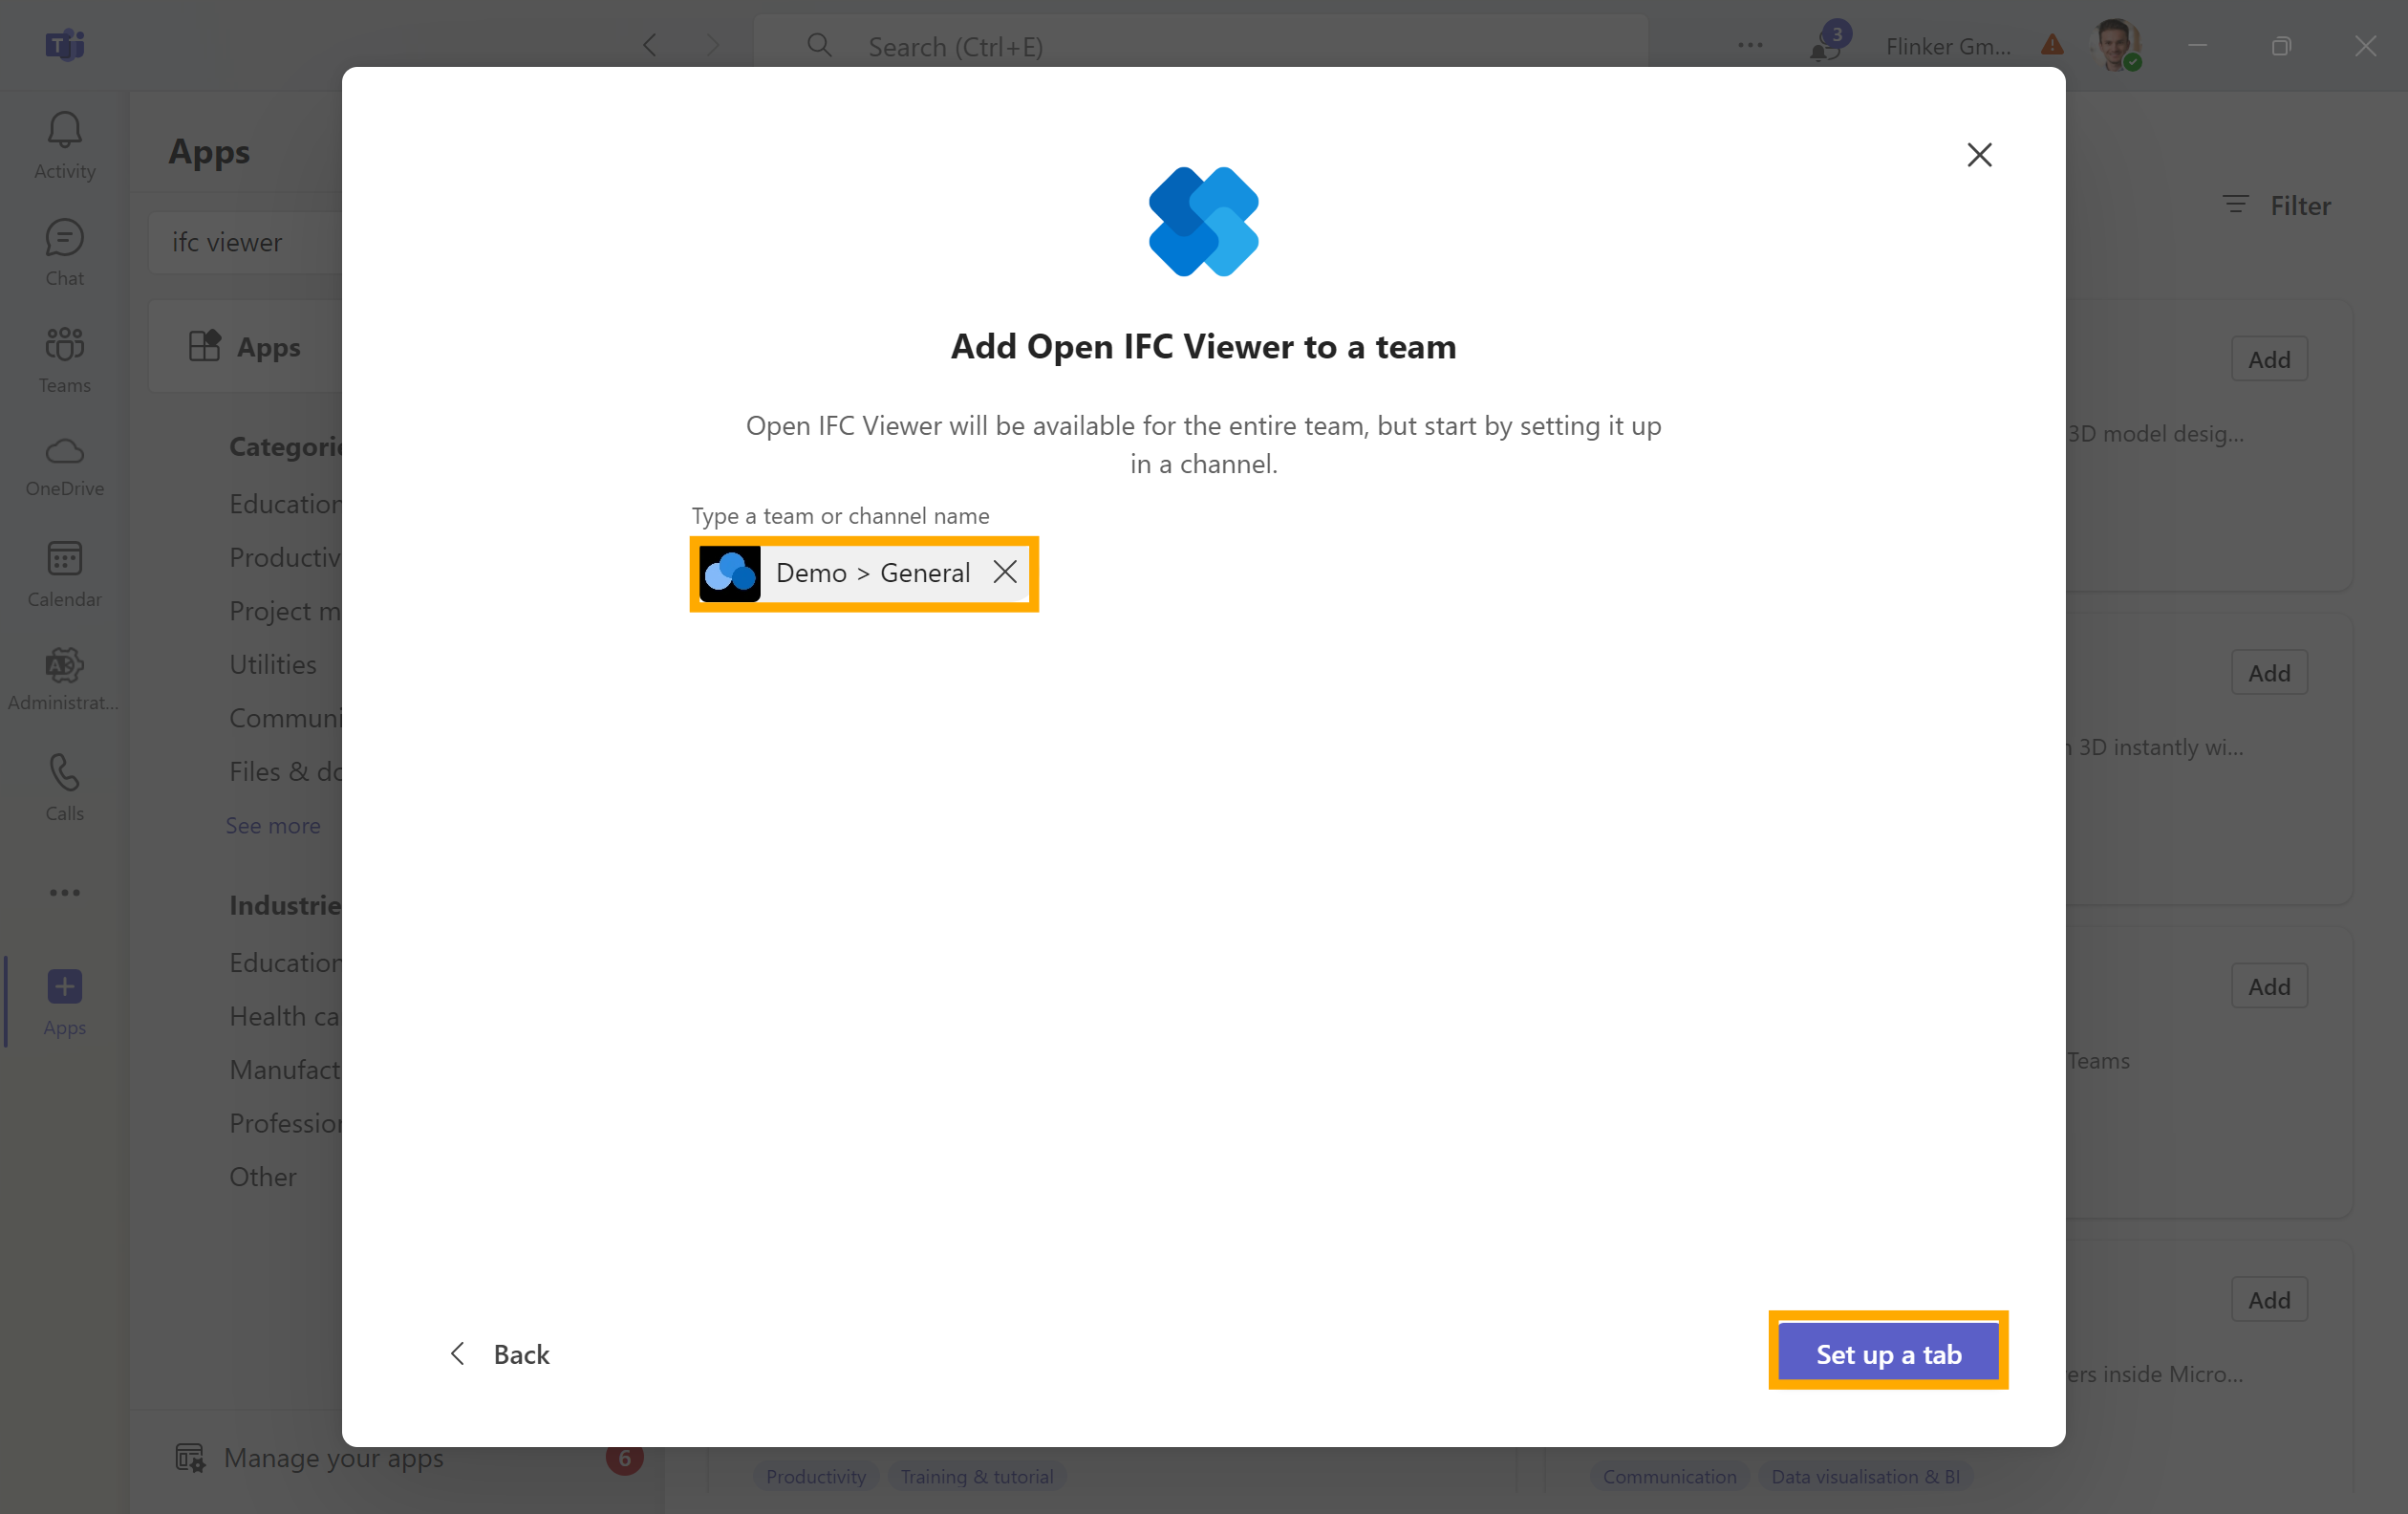 Search (Ctrl+E)
3
Flinker Gm...
Activity
Chat
Teams
OneDrive
Calendar
Administrat...
Calls
Apps
Apps
ifc viewer
Apps
Categorie
Education
Productiv
Project m
Utilities
Communi
Files & do
See more
Industrie
Education
Health ca
Manufact
Profession
Other
Manage your apps
6
Add Open IFC Viewer to a team
Open IFC Viewer will be available for the entire team, but start by setting it up
in a channel.
Type a team or channel name
Demo > General
Back
Set up a tab
Filter
Add
3D model desig...
Add
3D instantly wi...
Add
Teams
Add
ers inside Micro...
Productivity
Training & tutorial
Communication
Data visualisation & BI